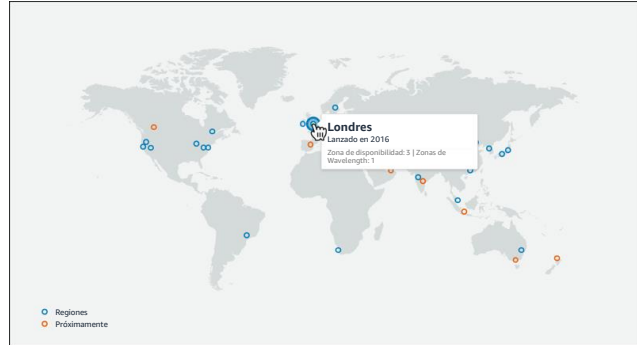 Londres
Lanzado en 2016
Zona de disponibilidad: 3 | Zonas de
Wavelength: 1
Regiones
Próximamente